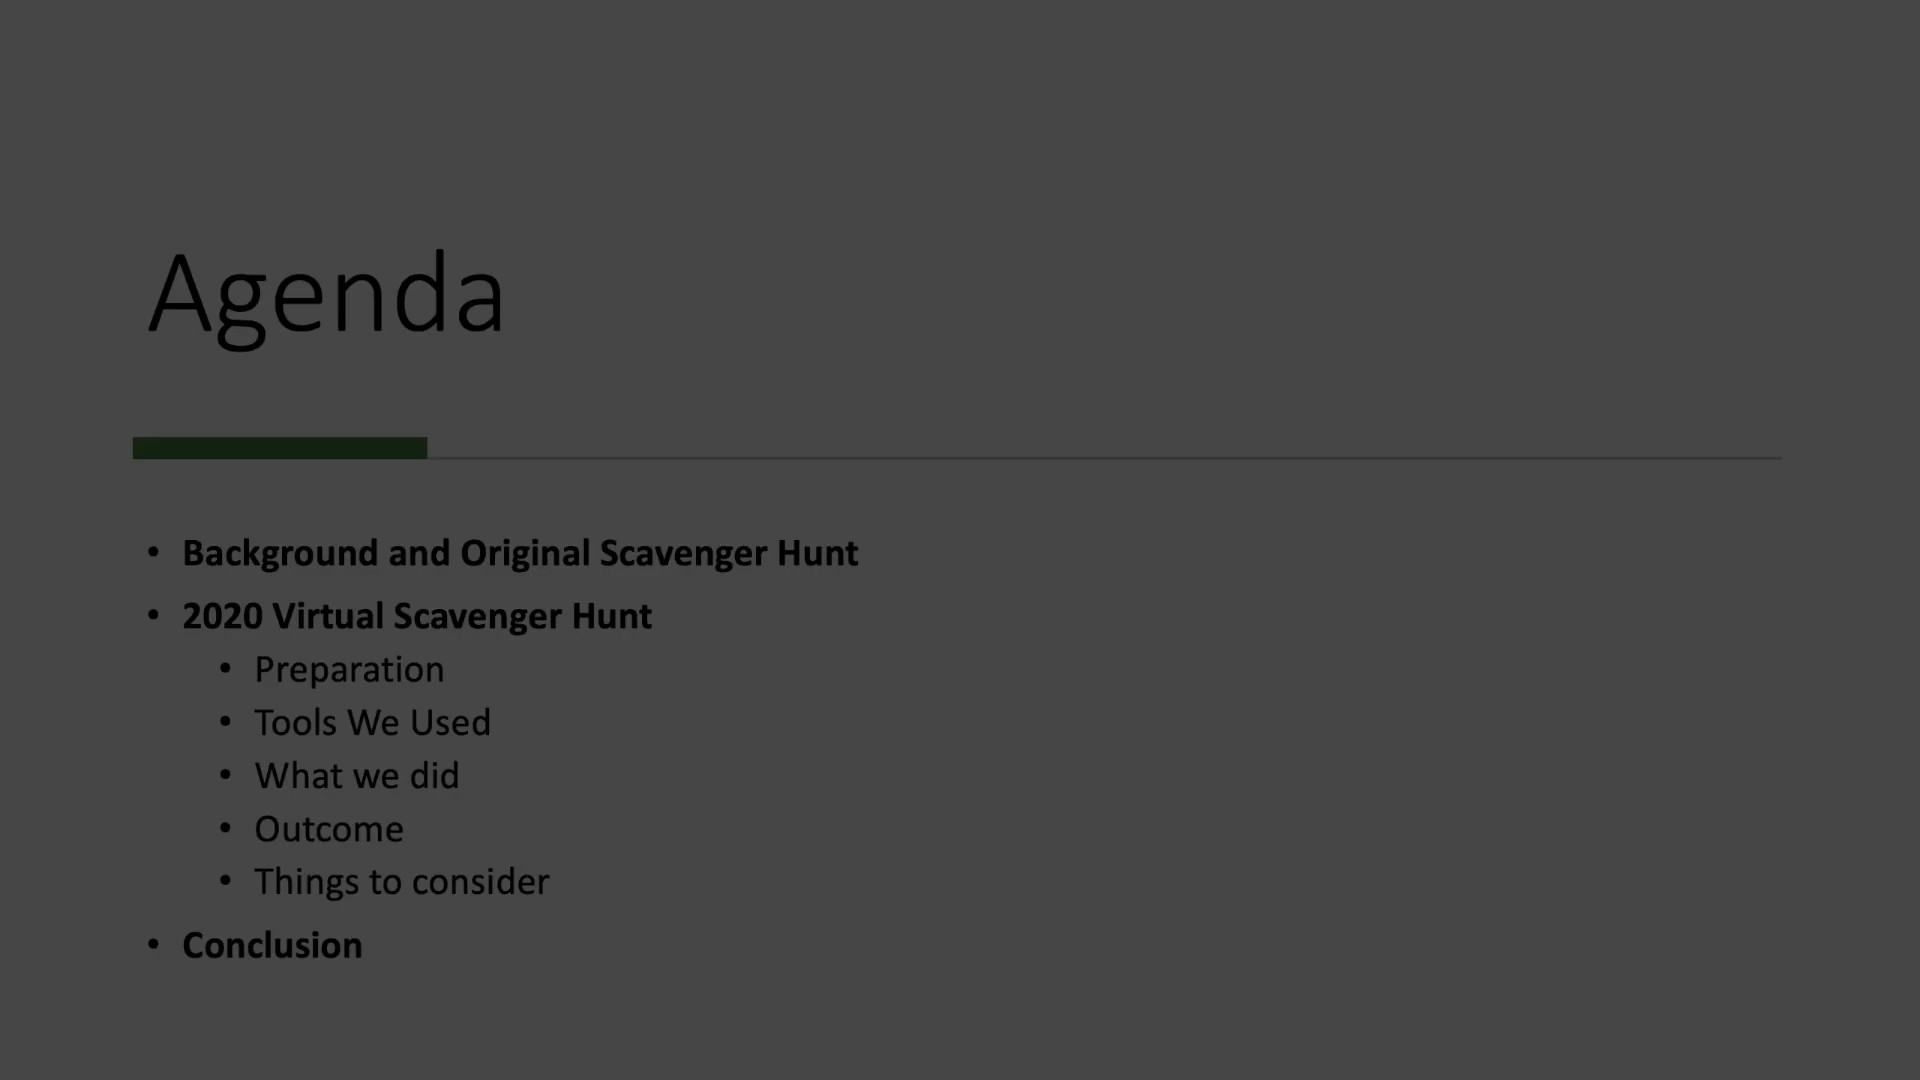 Agenda
• Background and Original Scavenger Hunt
• 2020 Virtual Scavenger Hunt
• Preparation
• Tools We Used
• What we did
• Outcome
• Things to consider
• Conclusion